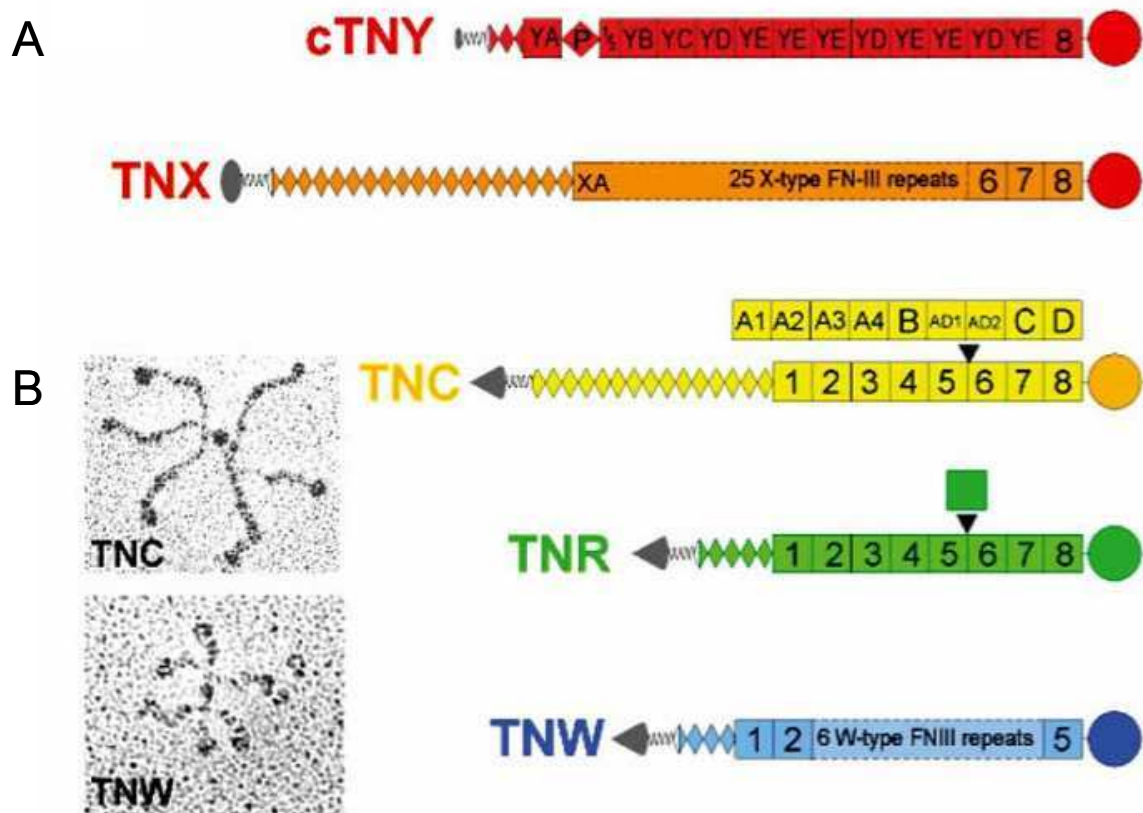 A
cTNY YA P ½ YB YC YD YE YE YE YD YE YE YD YE 8
TNX XA 25 X-type FN-III repeats 6 7 8
A1 A2 A3 A4 B AD1 AD2 C D
B
TNC 1 2 3 4 5 6 7 8
TNC
TNR 1 2 3 4 5 6 7 8
TNW 1 2 6 W-type FNIII repeats 5
TNW